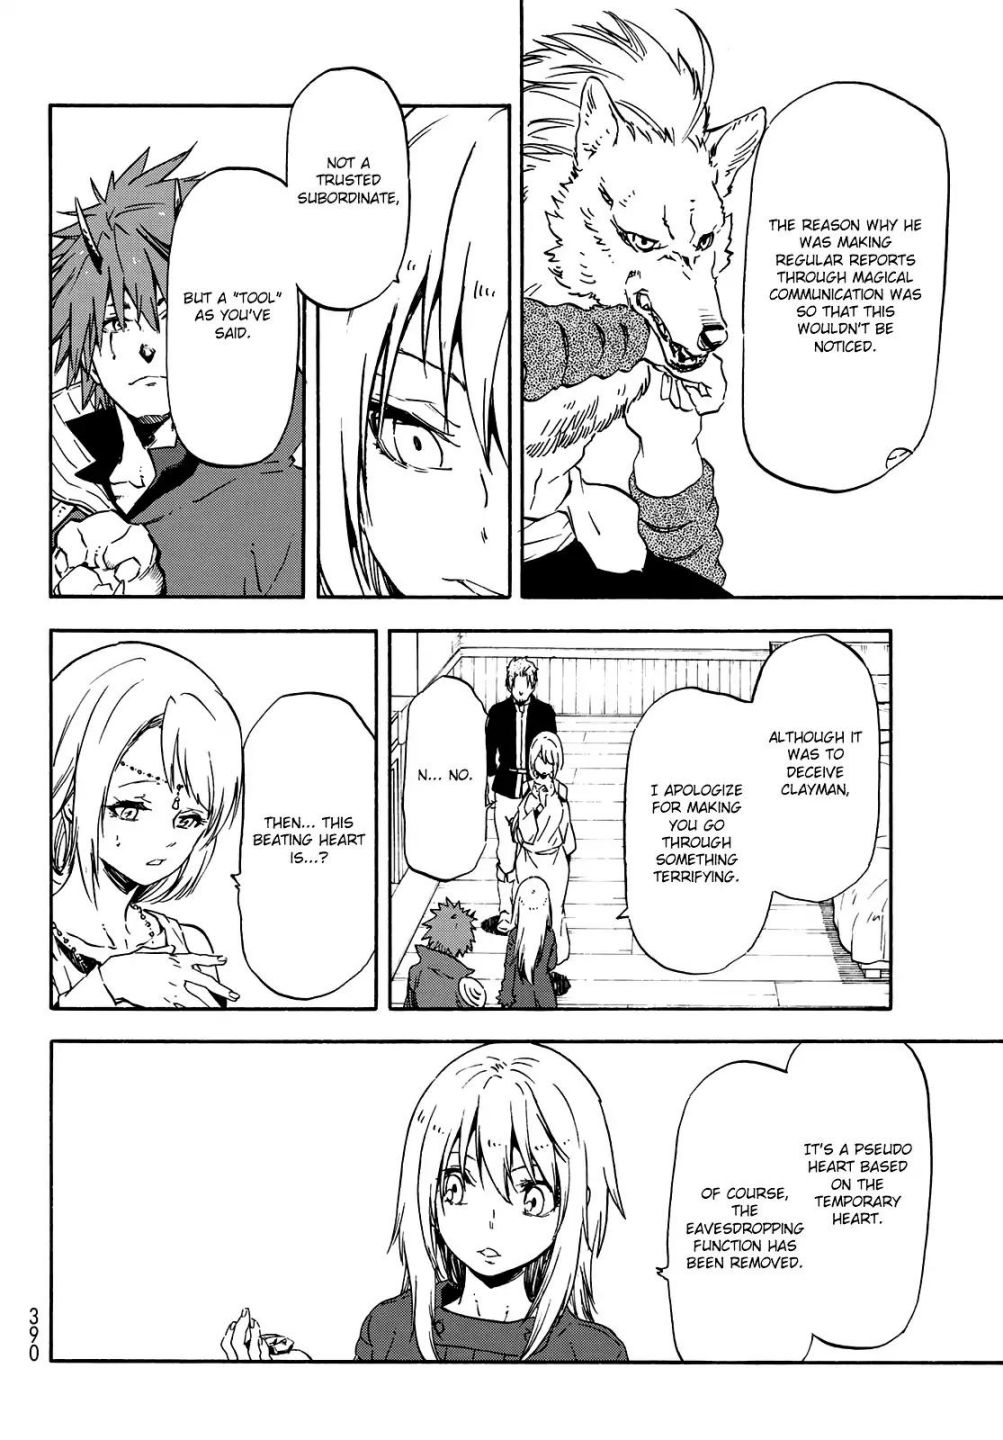 THE REASON WHY HE
WAS MAKING
REGULAR REPORTS
THROUGH MAGICAL
COMMUNICATION WAS
SO THAT THIS
WOULDN'T BE
NOTICED.
NOT A
TRUSTED
SUBORDINATE,
BUT A "TOOL"
AS YOU'VE
SAID.
ALTHOUGH IT
WAS TO
DECEIVE
CLAYMAN,
I APOLOGIZE
FOR MAKING
YOU GO
THROUGH
SOMETHING
TERRIFYING.
N... NO.
THEN... THIS
BEATING HEART
IS...?
IT'S A PSEUDO
HEART BASED
ON THE
TEMPORARY
HEART.
OF COURSE,
THE
EAVESDROPPING
FUNCTION HAS
BEEN REMOVED.
390